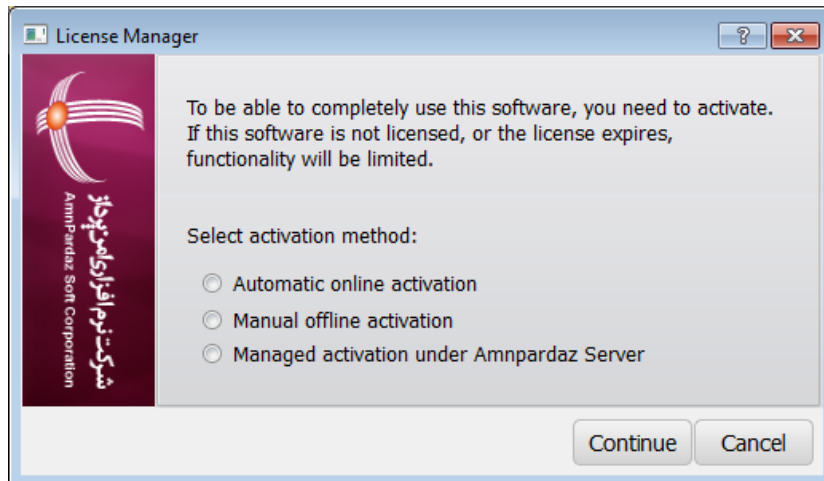 License Manager
To be able to completely use this software, you need to activate.
If this software is not licensed, or the license expires,
functionality will be limited.
Select activation method:
Automatic online activation
Manual offline activation
Managed activation under Amnpardaz Server
شرکت نرم افزاری امن پرداز
AmnPardaz Soft Corporation
Continue
Cancel